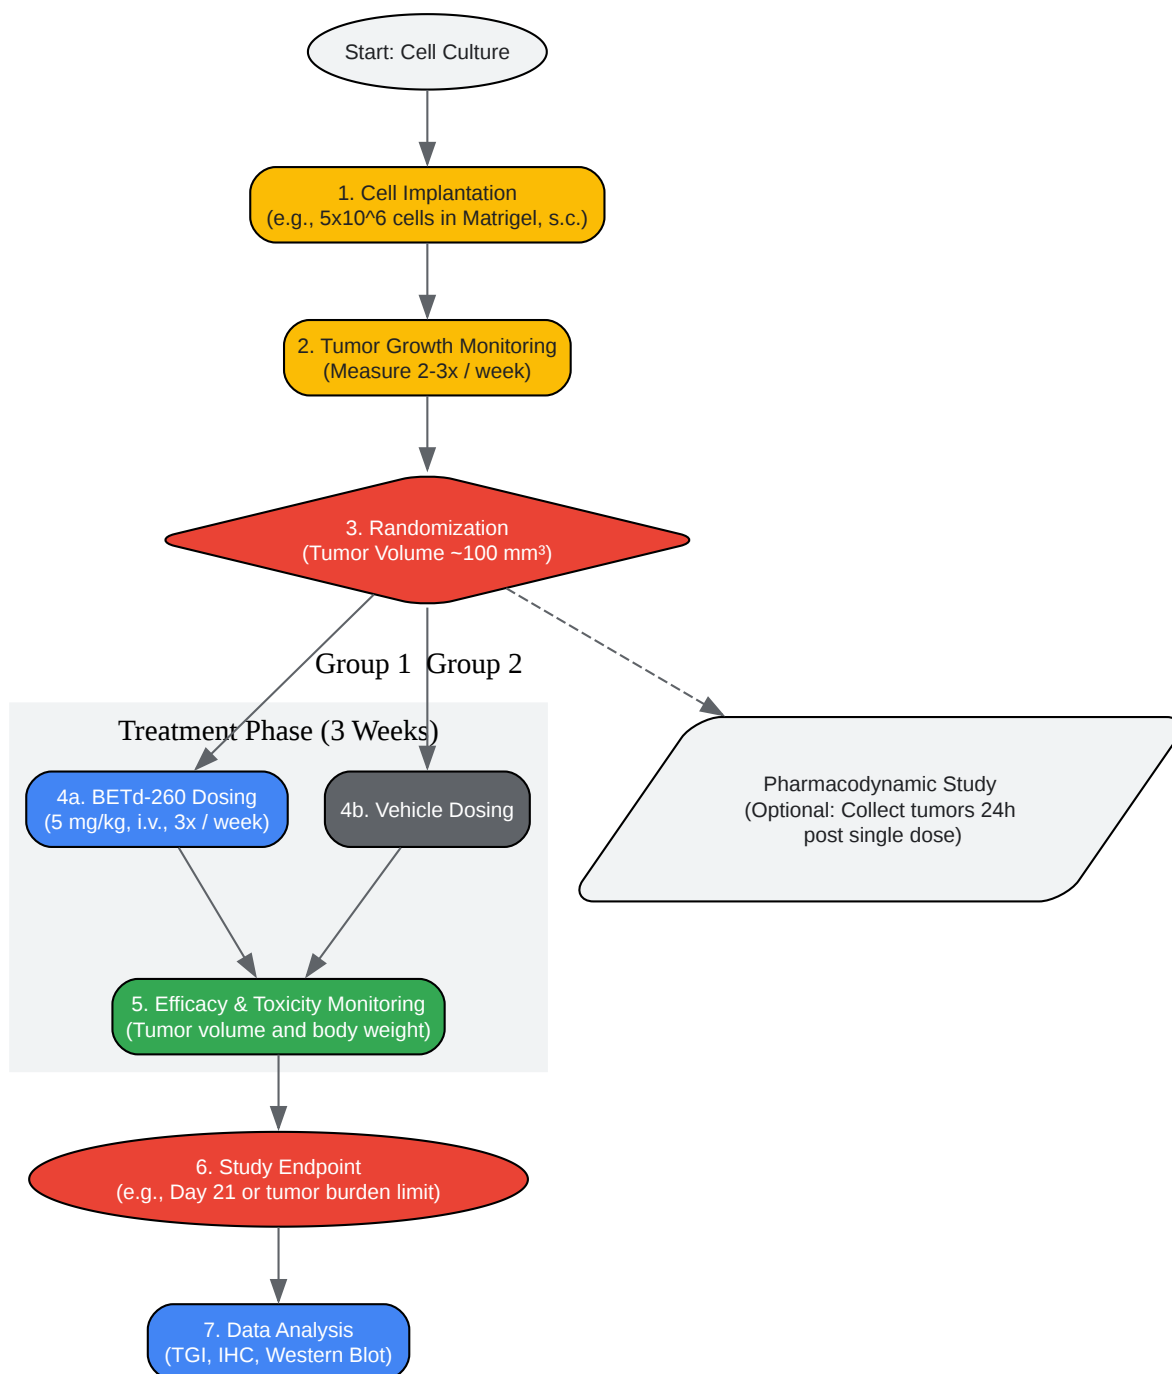 Start: Cell Culture
1. Cell Implantation
(e.g., 5x10^6 cells in Matrigel, s.c.)
2. Tumor Growth Monitoring
(Measure 2-3x / week)
3. Randomization
(Tumor Volume ~100 mm³)
Group 1
Group 2
Treatment Phase (3 Weeks)
4a. BETd-260 Dosing
(5 mg/kg, i.v., 3x / week)
4b. Vehicle Dosing
Pharmacodynamic Study
(Optional: Collect tumors 24h
post single dose)
5. Efficacy & Toxicity Monitoring
(Tumor volume and body weight)
6. Study Endpoint
(e.g., Day 21 or tumor burden limit)
7. Data Analysis
(TGI, IHC, Western Blot)